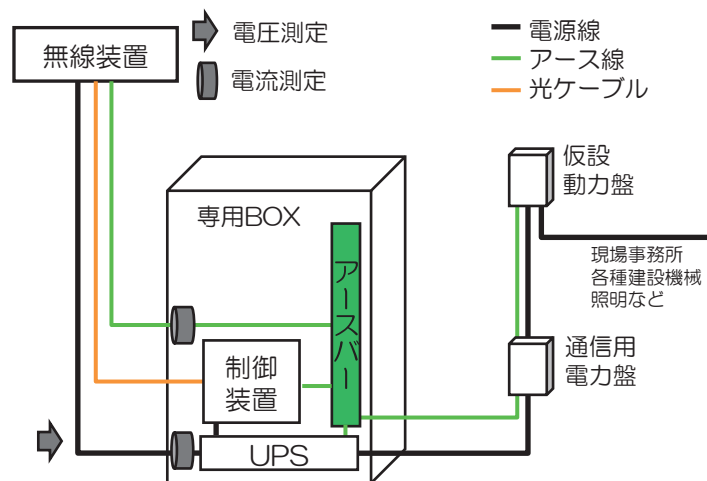 無線装置
電圧測定
電流測定
電源線
アース線
光ケーブル
仮設
動力盤
現場事務所
各種建設機械
照明など
専用BOX
アースバー
制御
装置
通信用
電力盤
UPS